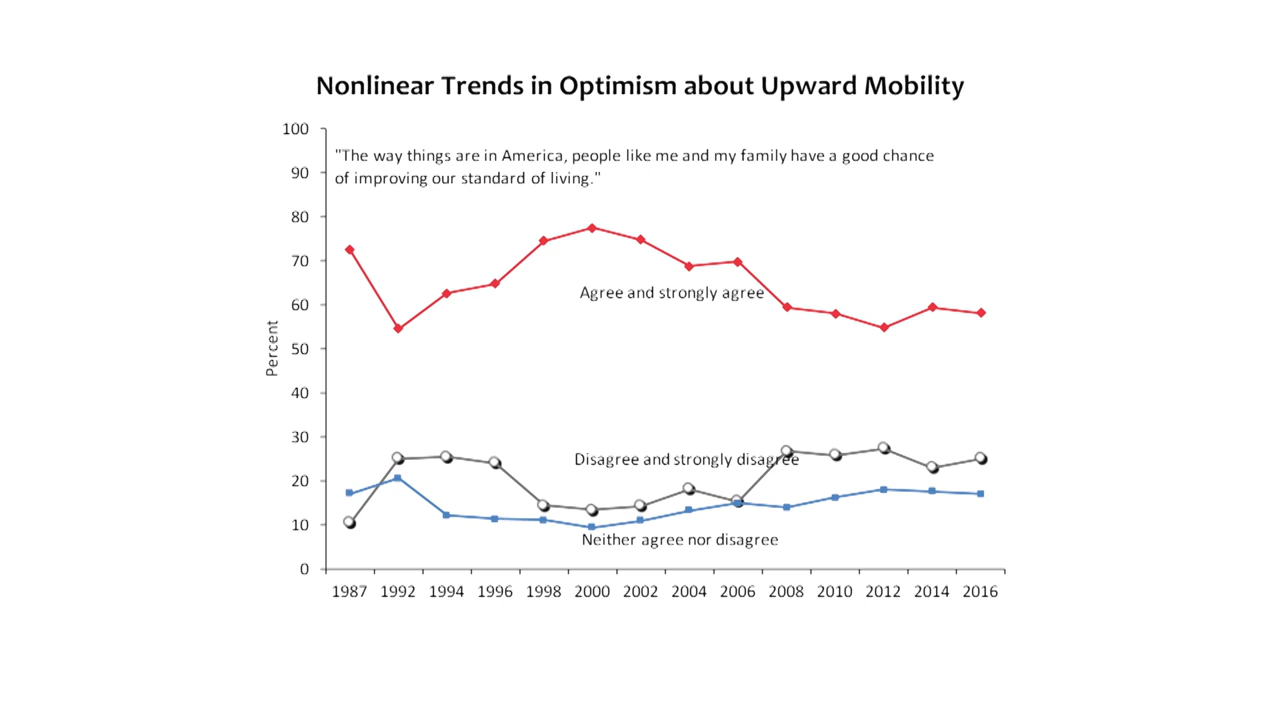 Nonlinear Trends in Optimism about Upward Mobility
100
"The way things are in America, people like me and my family have a good chance
90
of improving our standard of living."
80
70
Agree and strongly agree
60
Percent
50
40
30
Disagree and strongly disagree
20
10
Neither agree nor disagree
0
1987 1992 1994 1996 1998 2000 2002 2004 2006 2008 2010 2012 2014 2016